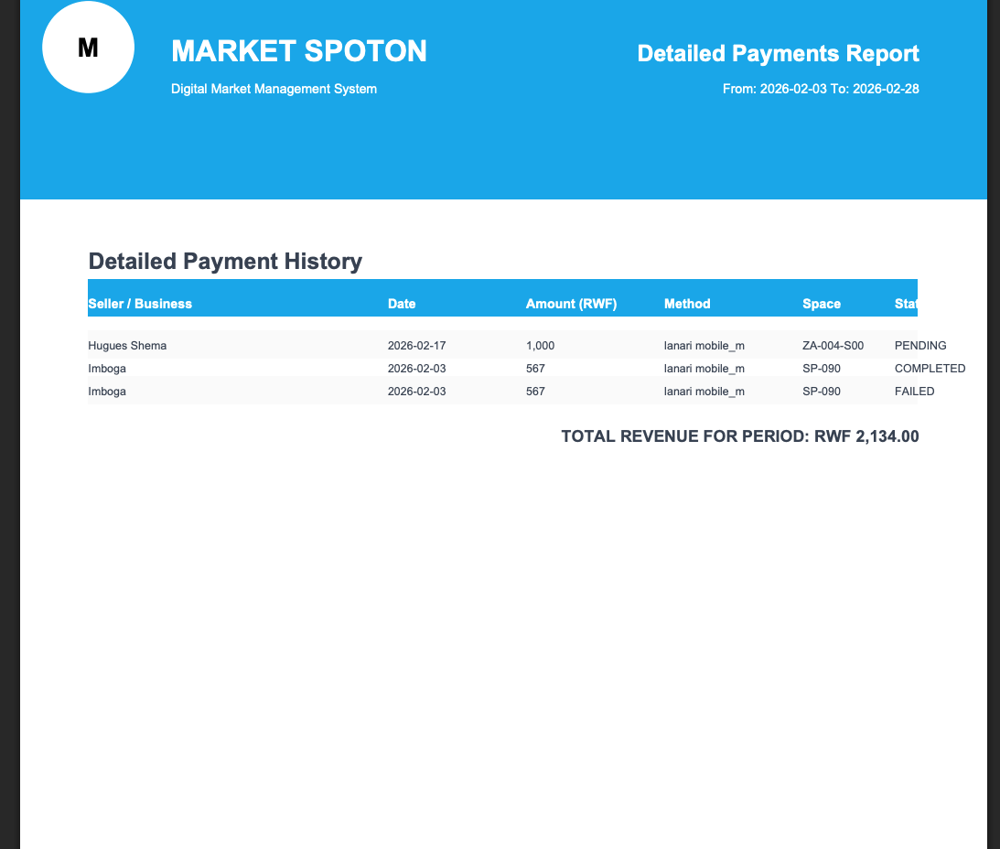 M
MARKET SPOTON
Detailed Payments Report
Digital Market Management System
From: 2026-02-03 To: 2026-02-28
Detailed Payment History
Seller / Business Date Amount (RWF) Method Space Stat
Hugues Shema 2026-02-17 1,000 lanari mobile_m ZA-004-S00 PENDING
Imboga 2026-02-03 567 lanari mobile_m SP-090 COMPLETED
Imboga 2026-02-03 567 lanari mobile_m SP-090 FAILED
TOTAL REVENUE FOR PERIOD: RWF 2,134.00